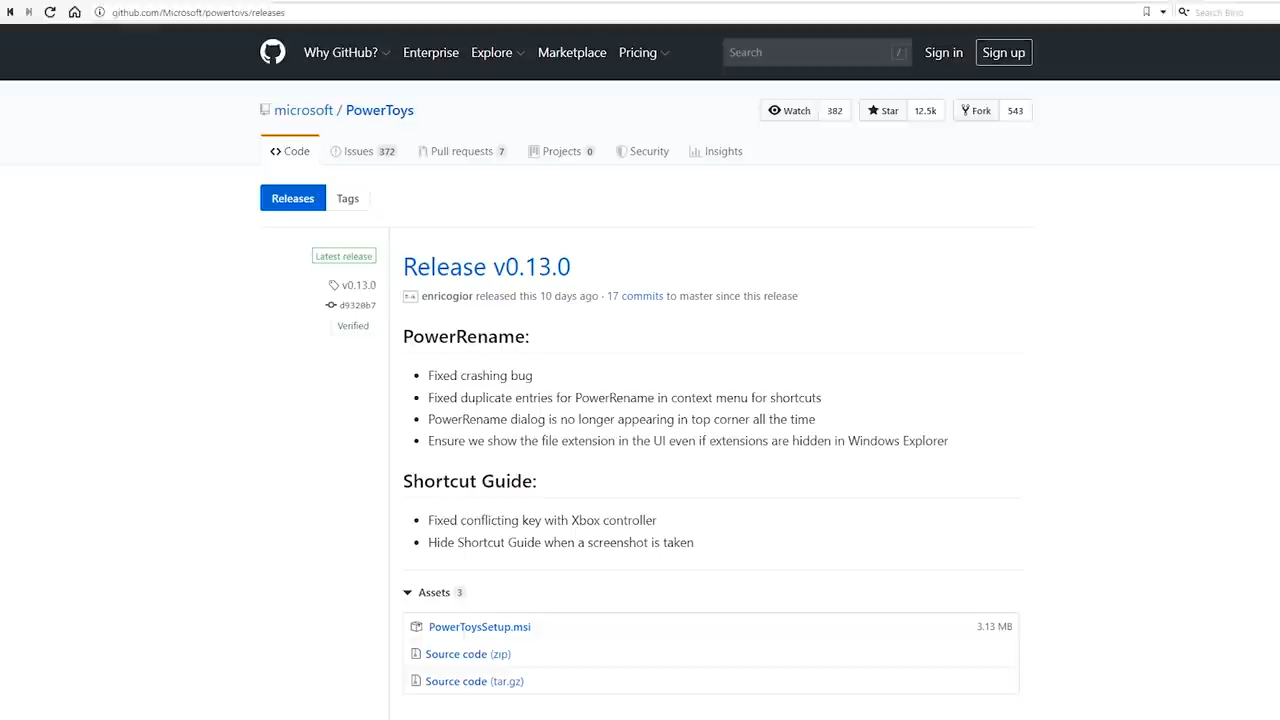 github.com/Microsoft/powertoys/releases
Search Bing
Why GitHub? Enterprise Explore Marketplace Pricing Search / Sign in Sign up
microsoft / PowerToys Watch 382 Star 12.5k Fork 543
Code Issues 372 Pull requests 7 Projects 0 Security Insights
Releases Tags
Latest release
v0.13.0
d9320b7
Verified
Release v0.13.0
enricogior released this 10 days ago · 17 commits to master since this release
PowerRename:
• Fixed crashing bug
• Fixed duplicate entries for PowerRename in context menu for shortcuts
• PowerRename dialog is no longer appearing in top corner all the time
• Ensure we show the file extension in the UI even if extensions are hidden in Windows Explorer
Shortcut Guide:
• Fixed conflicting key with Xbox controller
• Hide Shortcut Guide when a screenshot is taken
Assets 3
PowerToysSetup.msi 3.13 MB
Source code (zip)
Source code (tar.gz)